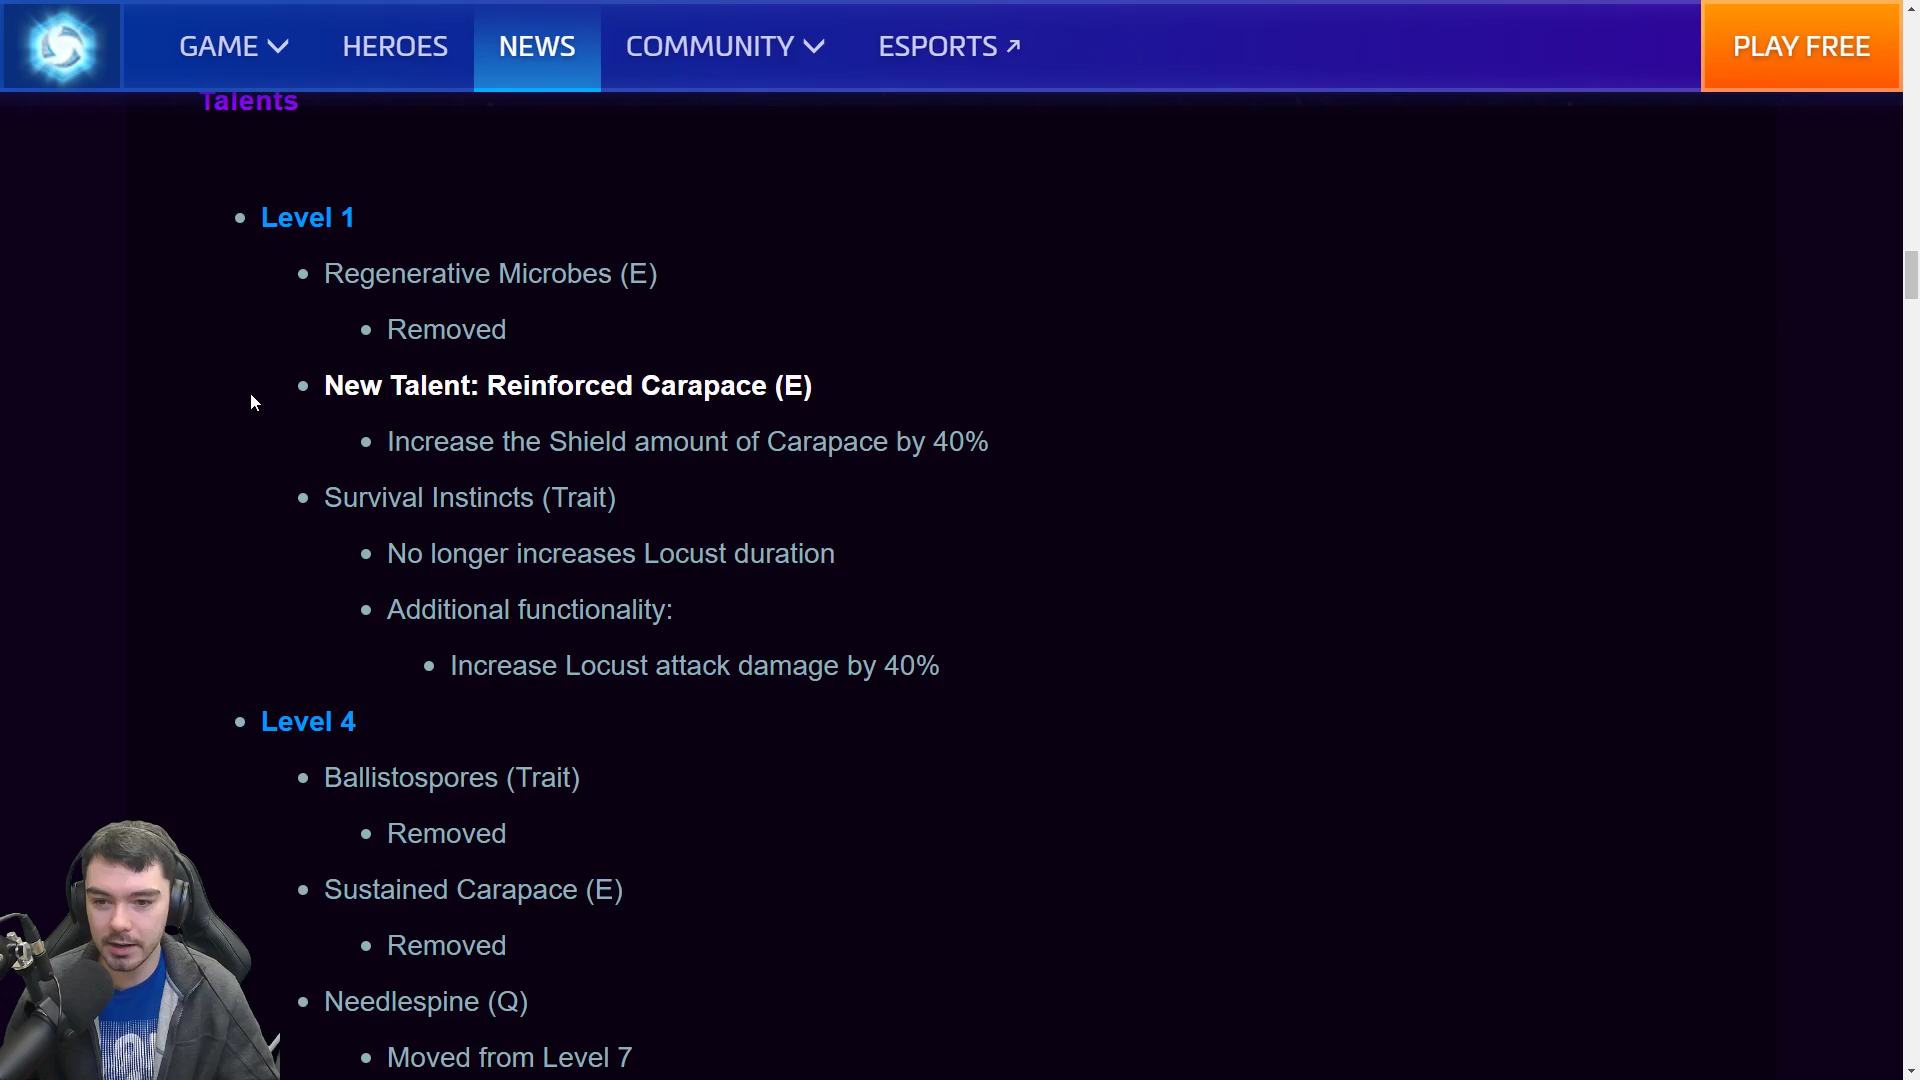 GAME HEROES NEWS COMMUNITY ESPORTS PLAY FREE
Talents
Level 1
Regenerative Microbes (E)
Removed
New Talent: Reinforced Carapace (E)
Increase the Shield amount of Carapace by 40%
Survival Instincts (Trait)
No longer increases Locust duration
Additional functionality:
Increase Locust attack damage by 40%
Level 4
Ballistospores (Trait)
Removed
Sustained Carapace (E)
Removed
Needlespine (Q)
Moved from Level 7